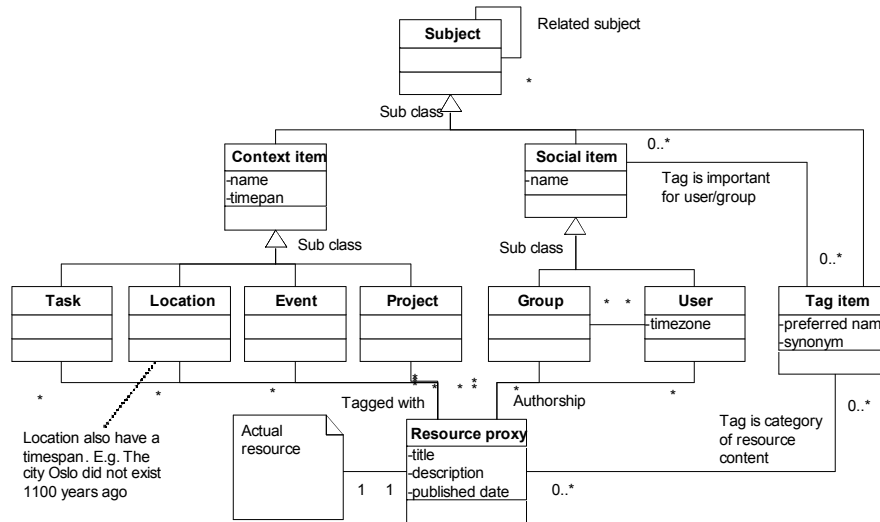 Subject
Related subject
*
Sub class
Context item
-name
-timepan
Social item
-name
0..*
Tag is important
for user/group
Sub class
Sub class
0..*
Task
Location
Event
Project
Group
* *
User
-timezone
Tag item
-preferred nam
-synonym
* * * * * * * * *
Tagged with
Authorship
0..*
Location also have a
timespan. E.g. The
city Oslo did not exist
1100 years ago
Actual
resource
Resource proxy
-title
-description
-published date
Tag is category
of resource
content
1 1
0..*